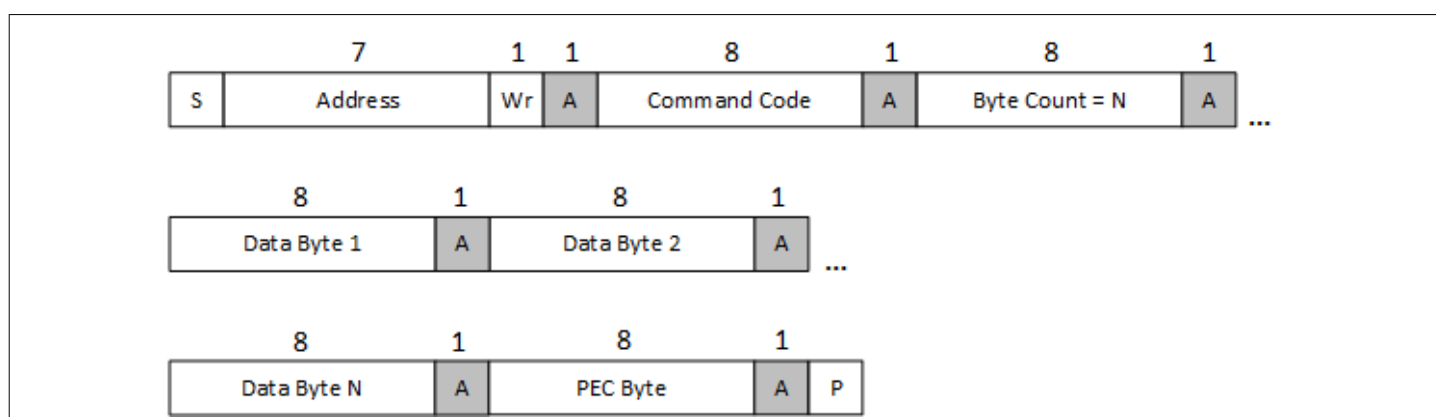 7 1 1 8 1 8 1
S Address Wr A Command Code A Byte Count = N A ...
8 1 8 1
Data Byte 1 A Data Byte 2 A ...
8 1 8 1
Data Byte N A PEC Byte A P